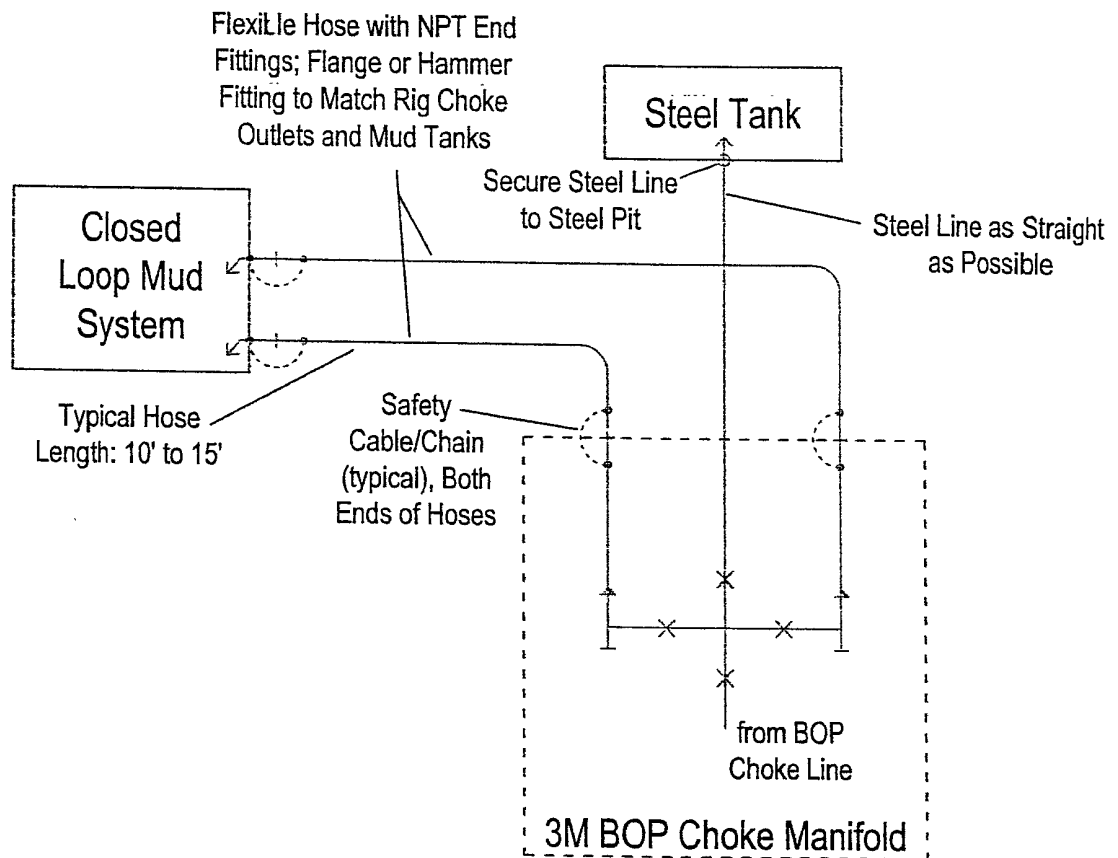 Flexible Hose with NPT End
Fittings; Flange or Hammer
Fitting to Match Rig Choke
Outlets and Mud Tanks
Steel Tank
Secure Steel Line
to Steel Pit
Steel Line as Straight
as Possible
Closed
Loop Mud
System
Typical Hose
Length: 10' to 15'
Safety
Cable/Chain
(typical), Both
Ends of Hoses
from BOP
Choke Line
3M BOP Choke Manifold